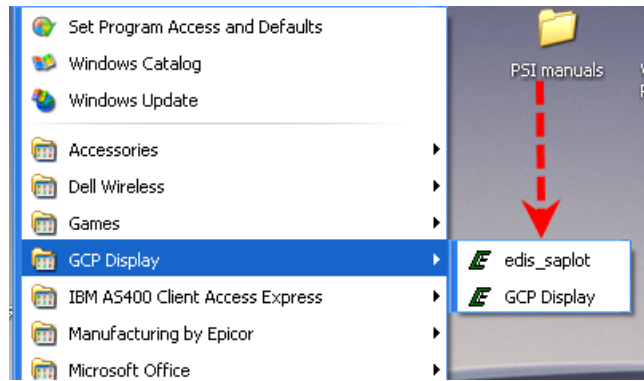 Set Program Access and Defaults
Windows Catalog
Windows Update
Accessories
Dell Wireless
Games
GCP Display
IBM AS400 Client Access Express
Manufacturing by Epicor
Microsoft Office
PSI manuals
edis_saplot
GCP Display